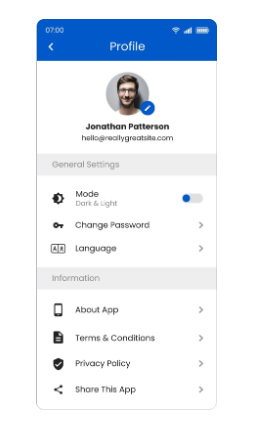 07:00
Profile
Jonathan Patterson
hello@reallygreatsite.com
General Settings
Mode
Dark & Light
Change Password
Language
Information
About App
Terms & Conditions
Privacy Policy
Share This App